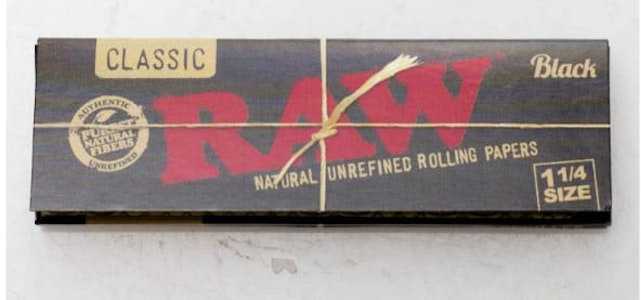 CLASSIC
Black
RAW
AUTHENTIC
PURE
NATURAL
FIBERS
UNREFINED
NATURAL UNREFINED ROLLING PAPERS
1 1/4
SIZE